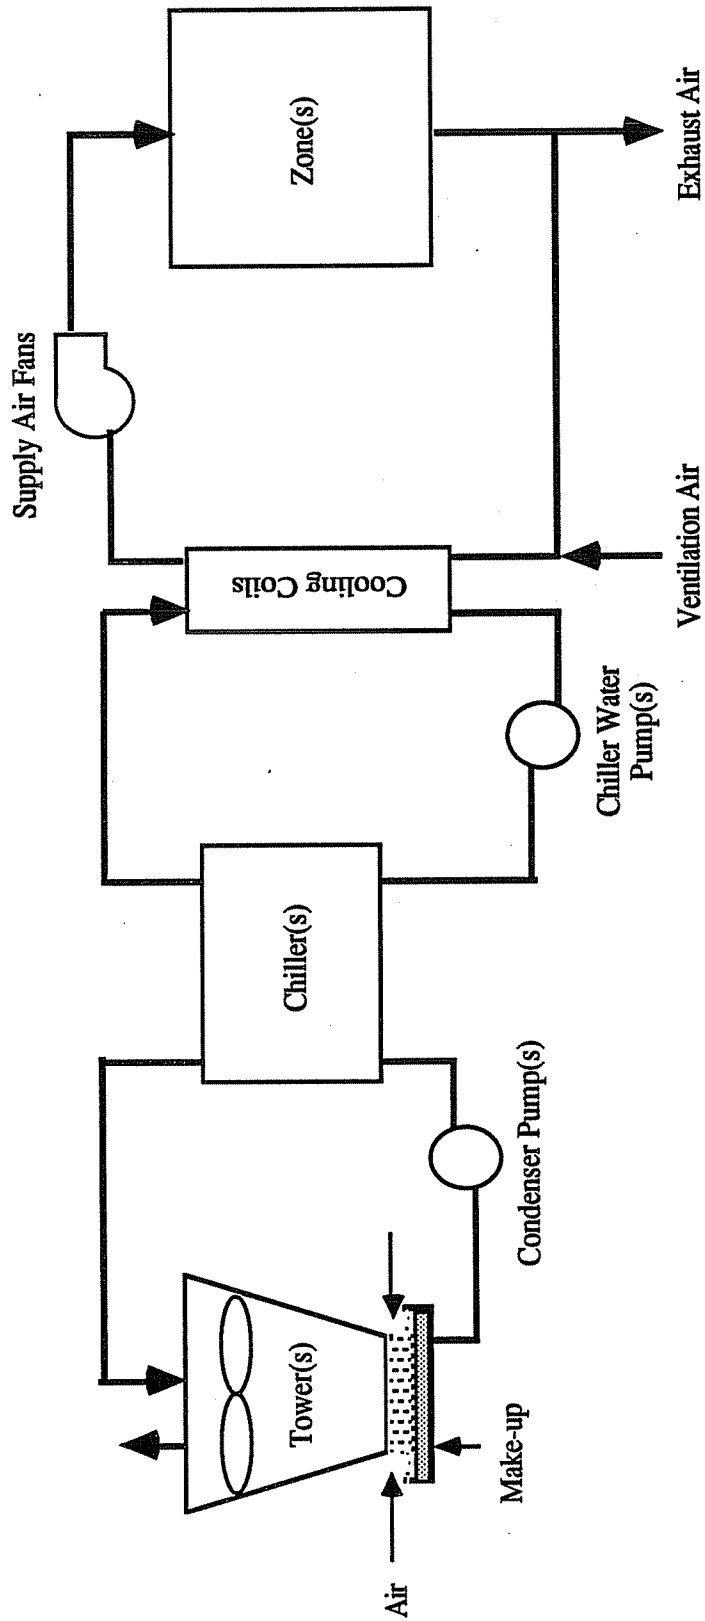 Supply Air Fans
Zone(s)
Exhaust Air
Cooling Coils
Ventilation Air
Chiller Water
Pump(s)
Chiller(s)
Condenser Pump(s)
Tower(s)
Make-up
Air